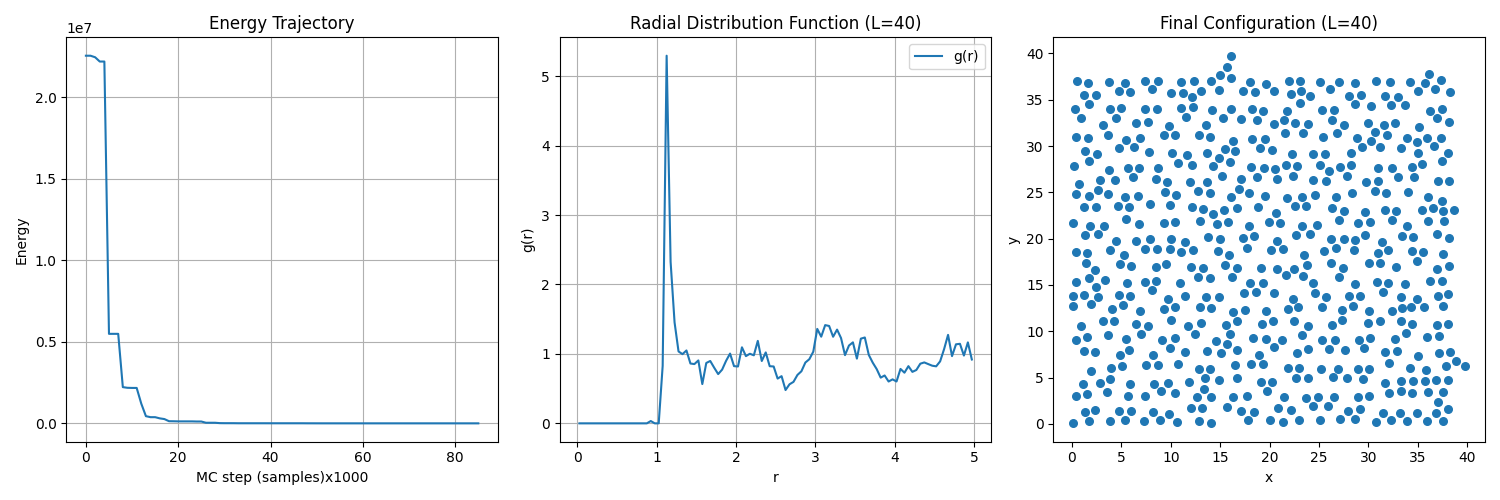 Energy Trajectory
1e7
2.0
1.5
1.0
0.5
0.0
Energy
0 20 40 60 80
MC step (samples)x1000
Radial Distribution Function (L=40)
g(r)
5
4
3
2
1
0
g(r)
0 1 2 3 4 5
r
Final Configuration (L=40)
40
35
30
25
20
15
10
5
0
y
0 5 10 15 20 25 30 35 40
x